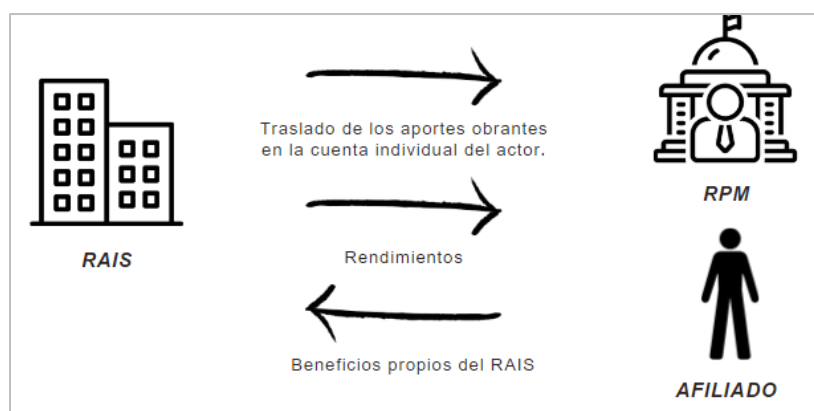 Traslado de los aportes obrantes
en la cuenta individual del actor.
RPM
RAIS
Rendimientos
Beneficios propios del RAIS
AFILIADO